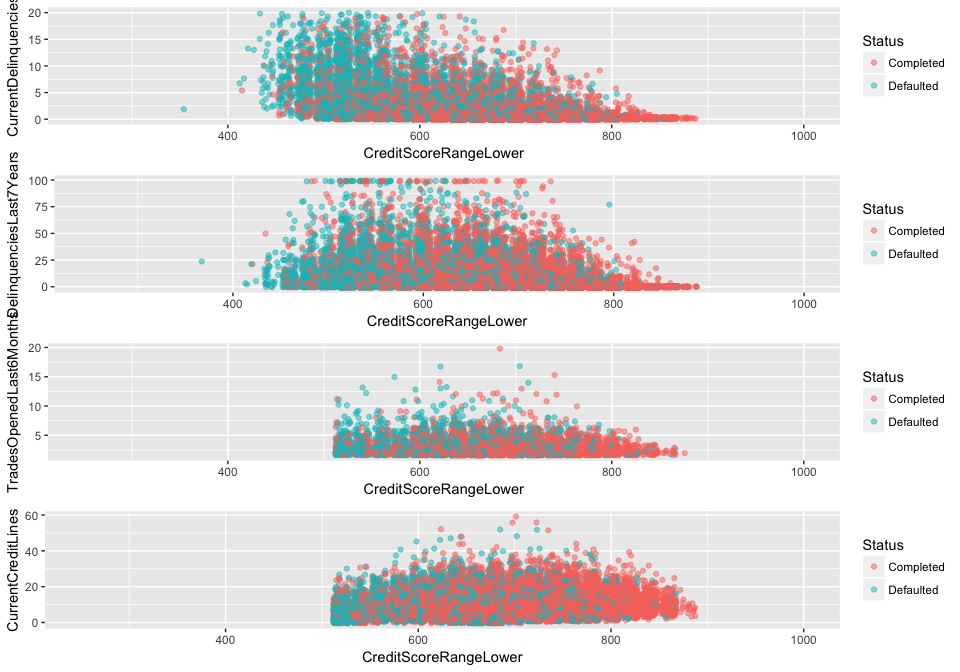 CurrentDelinquencies
20
15
10
5
0
400 600 800 1000
CreditScoreRangeLower
Status
Completed
Defaulted
DelinquenciesLast7Years
100
75
50
25
0
400 600 800 1000
CreditScoreRangeLower
Status
Completed
Defaulted
TradesOpenedLast6Months
20
15
10
5
400 600 800 1000
CreditScoreRangeLower
Status
Completed
Defaulted
CurrentCreditLines
60
40
20
0
400 600 800 1000
CreditScoreRangeLower
Status
Completed
Defaulted